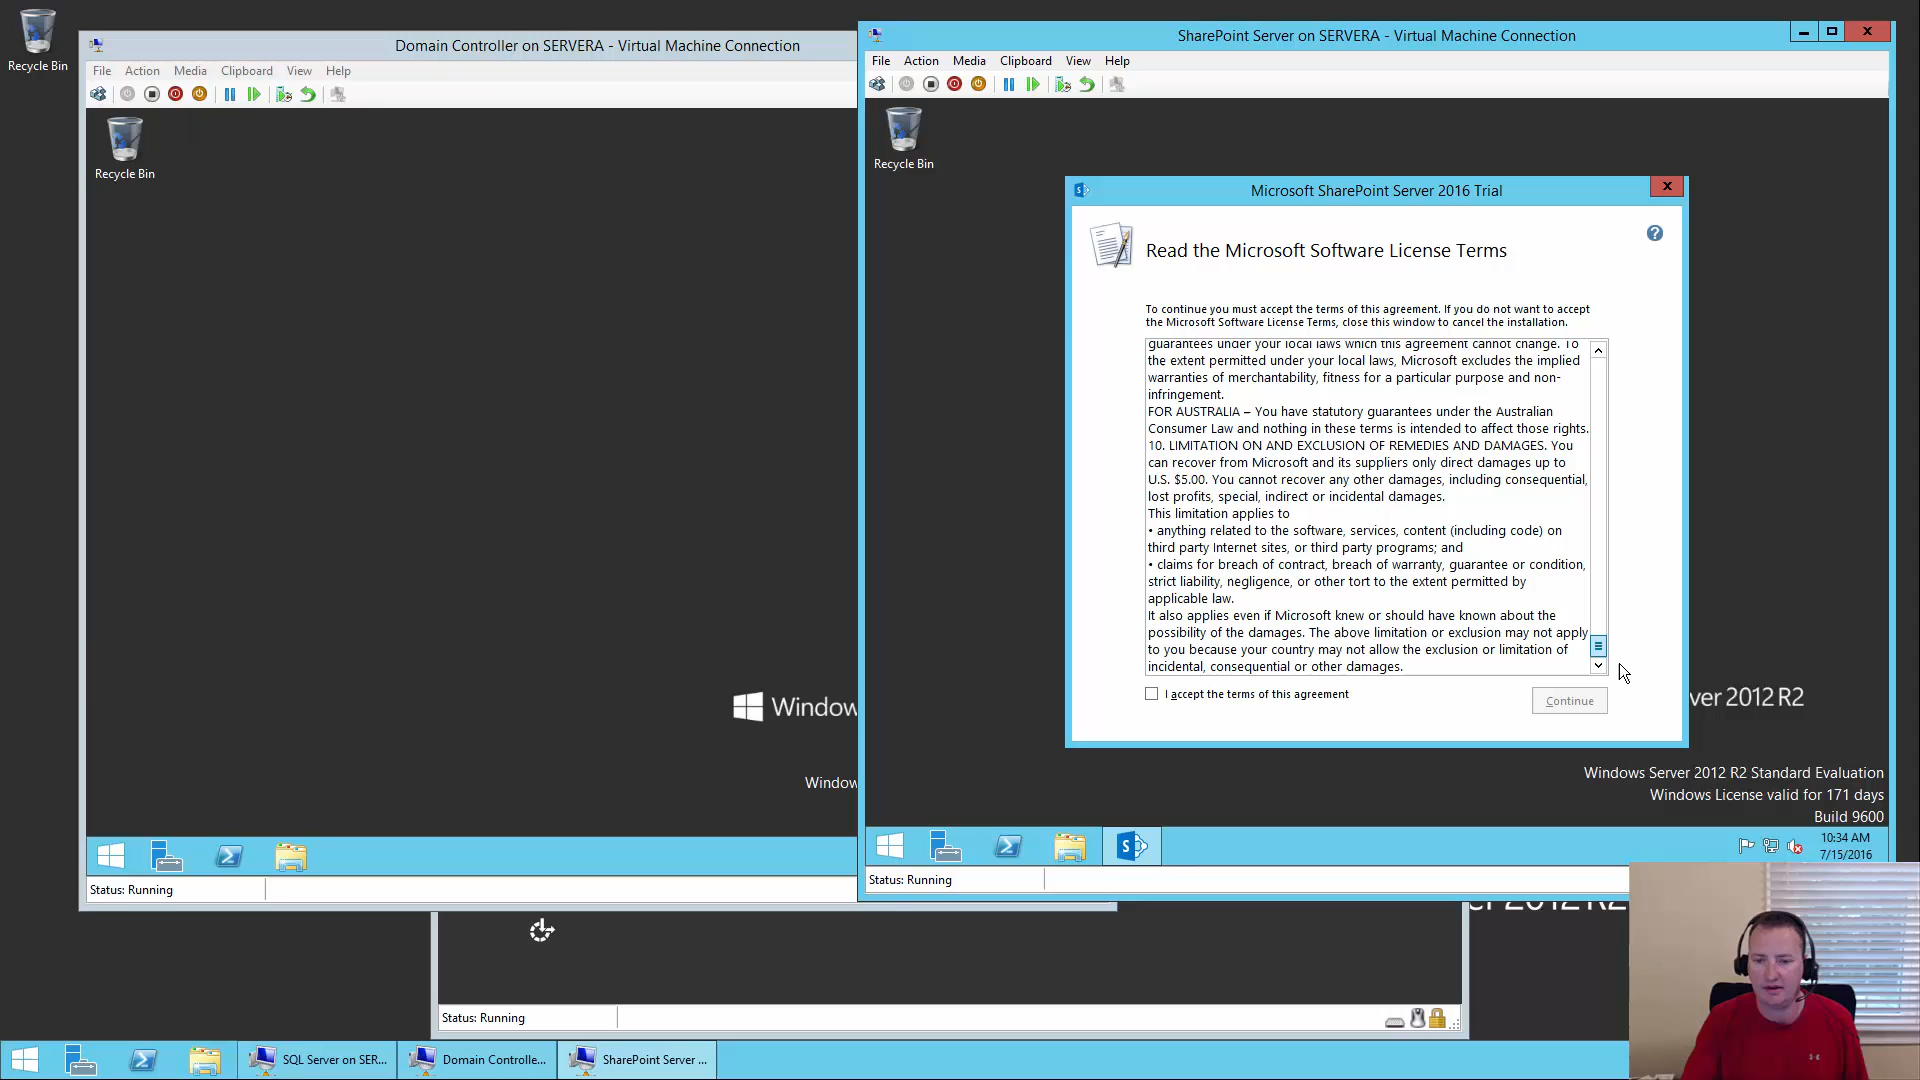 Recycle Bin
Domain Controller on SERVERA - Virtual Machine Connection
File Action Media Clipboard View Help
Recycle Bin
Window
Window
Status: Running
SharePoint Server on SERVERA - Virtual Machine Connection
File Action Media Clipboard View Help
Recycle Bin
Microsoft SharePoint Server 2016 Trial
Read the Microsoft Software License Terms
To continue you must accept the terms of this agreement. If you do not want to accept
the Microsoft Software License Terms, close this window to cancel the installation.
guarantees under your local laws which this agreement cannot change. To
the extent permitted under your local laws, Microsoft excludes the implied
warranties of merchantability, fitness for a particular purpose and non-
infringement.
FOR AUSTRALIA – You have statutory guarantees under the Australian
Consumer Law and nothing in these terms is intended to affect those rights.
10. LIMITATION ON AND EXCLUSION OF REMEDIES AND DAMAGES. You
can recover from Microsoft and its suppliers only direct damages up to
U.S. $5.00. You cannot recover any other damages, including consequential,
lost profits, special, indirect or incidental damages.
This limitation applies to
• anything related to the software, services, content (including code) on
third party Internet sites, or third party programs; and
• claims for breach of contract, breach of warranty, guarantee or condition,
strict liability, negligence, or other tort to the extent permitted by
applicable law.
It also applies even if Microsoft knew or should have known about the
possibility of the damages. The above limitation or exclusion may not apply
to you because your country may not allow the exclusion or limitation of
incidental, consequential or other damages.
I accept the terms of this agreement
Continue
ver 2012 R2
Windows Server 2012 R2 Standard Evaluation
Windows License valid for 171 days
Build 9600
10:34 AM
7/15/2016
Status: Running
er 2012 R2
Status: Running
SQL Server on SER...
Domain Controlle...
SharePoint Server ...